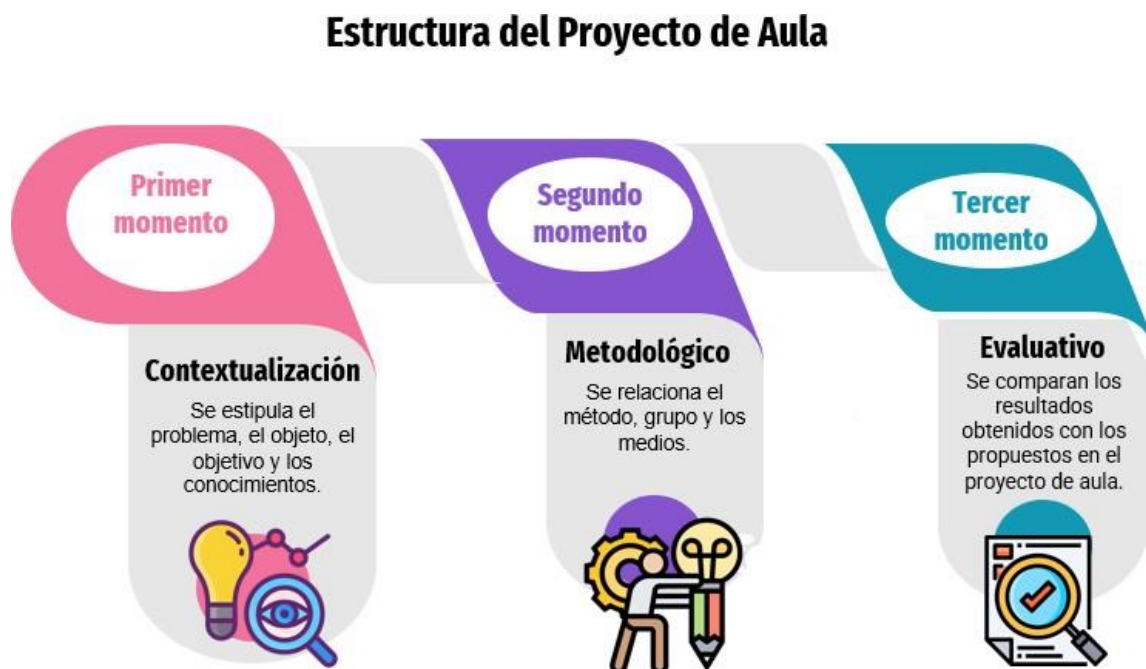 Estructura del Proyecto de Aula
Primer
momento
Contextualización
Se estipula el
problema, el objeto, el
objetivo y los
conocimientos.
Segundo
momento
Metodológico
Se relaciona el
método, grupo y los
medios.
Tercer
momento
Evaluativo
Se comparan los
resultados
obtenidos con los
propuestos en el
proyecto de aula.